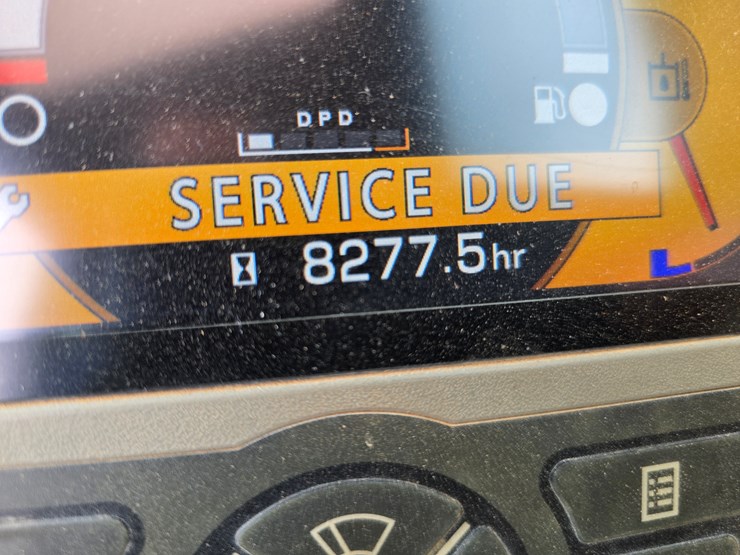 DPD
SERVICE DUE
8277.5hr